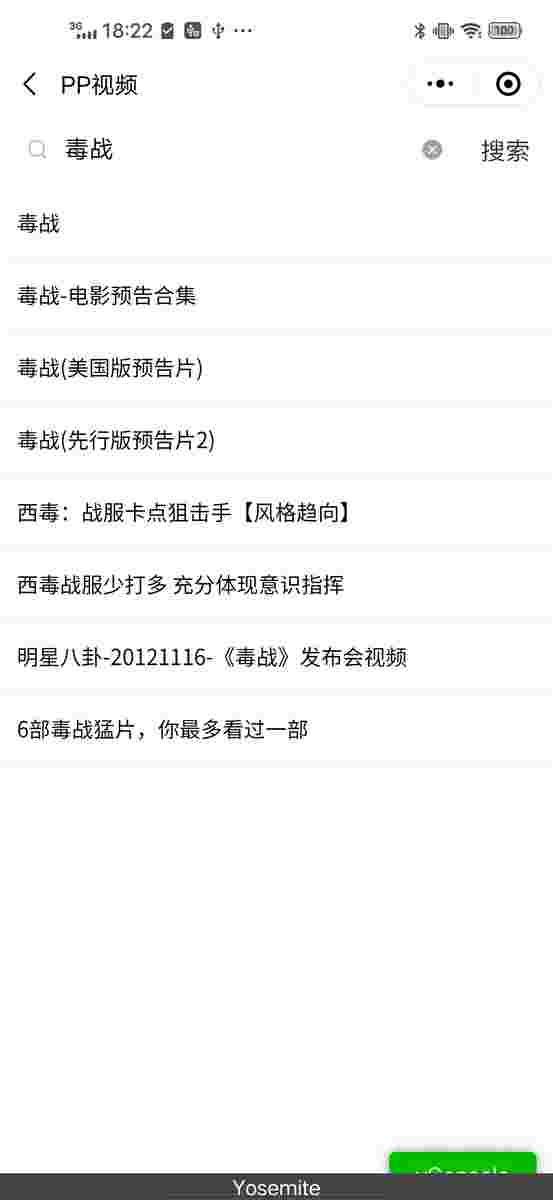 3G 18:22 100
PP视频
毒战 搜索
毒战
毒战-电影预告合集
毒战(美国版预告片)
毒战(先行版预告片2)
西毒：战服卡点狙击手【风格趋向】
西毒战服少打多 充分体现意识指挥
明星八卦-20121116-《毒战》发布会视频
6部毒战猛片，你最多看过一部
vConsole
Yosemite